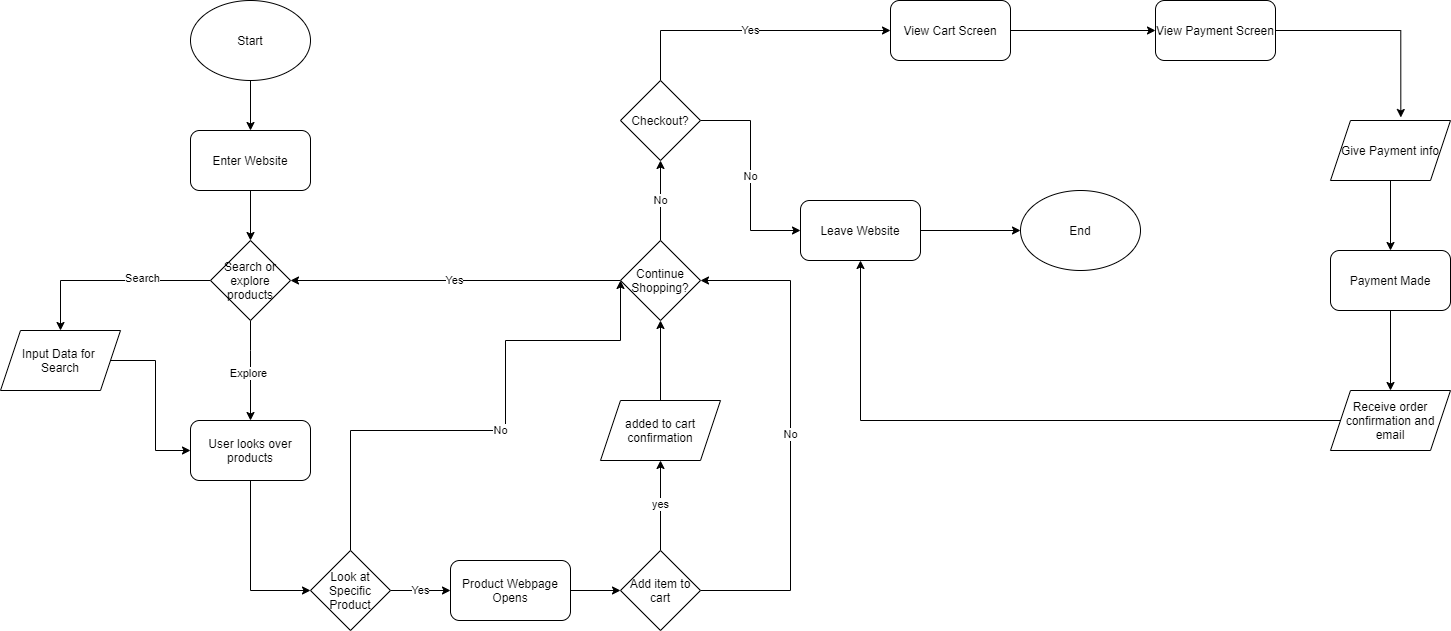 Start
Yes
View Cart Screen
View Payment Screen
Checkout?
Enter Website
Give Payment info
No
No
Leave Website
End
Search or
explore
products
Search
Yes
Continue
Shopping?
Payment Made
Input Data for
Search
Explore
added to cart
confirmation
Receive order
confirmation and
email
User looks over
products
No
No
yes
Look at
Specific
Product
Yes
Product Webpage
Opens
Add item to
cart